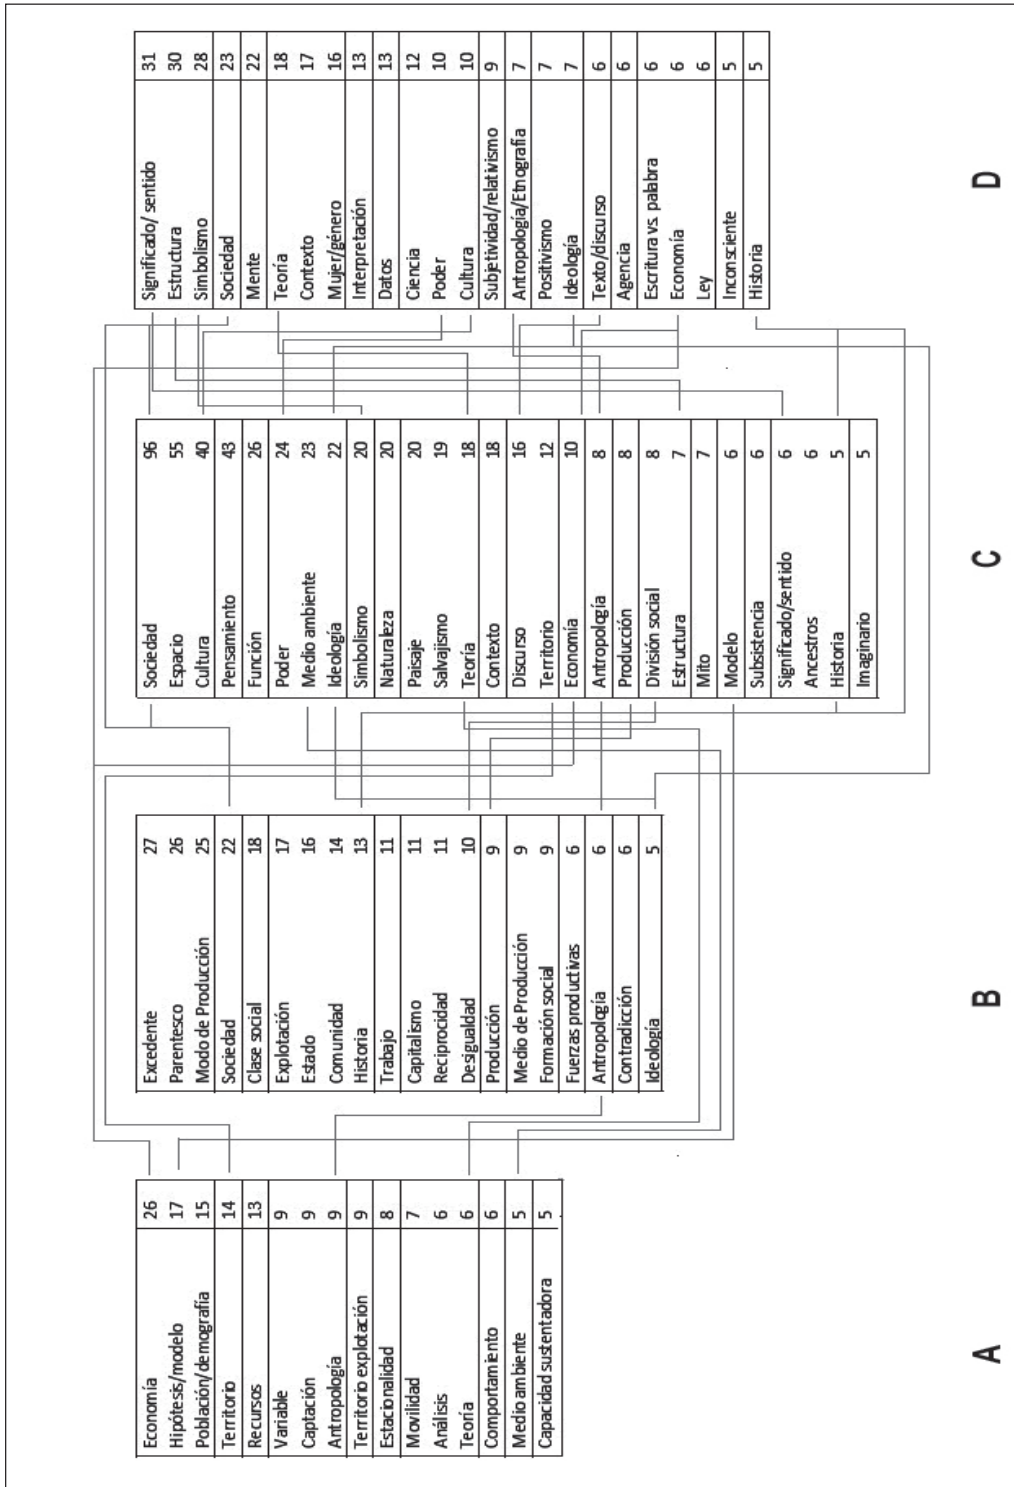 Economía 26
Hipótesis/modelo 17
Población/demografía 15
Territorio 14
Recursos 13
Variable 9
Captación 9
Antropología 9
Territorio explotación 9
Estacionalidad 8
Movilidad 7
Análisis 6
Teoría 6
Comportamiento 6
Medio ambiente 5
Capacidad sustentadora 5
A
Excedente 27
Parentesco 26
Modo de Producción 25
Sociedad 22
Clase social 18
Explotación 17
Estado 16
Comunidad 14
Historia 13
Trabajo 11
Capitalismo 11
Reciprocidad 11
Desigualdad 10
Producción 9
Medio de Producción 9
Formación social 9
Fuerzas productivas 6
Antropología 6
Contradicción 6
Ideología 5
B
Sociedad 96
Espacio 55
Cultura 40
Pensamiento 43
Función 26
Poder 24
Medio ambiente 23
Ideología 22
Simbolismo 20
Naturaleza 20
Paisaje 20
Salvajismo 19
Teoría 18
Contexto 18
Discurso 16
Territorio 12
Economía 10
Antropología 8
Producción 8
División social 8
Estructura 7
Mito 7
Modelo 6
Subsistencia 6
Significado/sentido 6
Ancestros 6
Historia 5
Imaginario 5
C
Significado/ sentido 31
Estructura 30
Simbolismo 28
Sociedad 23
Mente 22
Teoría 18
Contexto 17
Mujer/género 16
Interpretación 13
Datos 13
Ciencia 12
Poder 10
Cultura 10
Subjetividad/relativismo 9
Antropología/Etnografía 7
Positivismo 7
Ideología 7
Texto/discurso 6
Agencia 6
Escritura vs. palabra 6
Economía 6
Ley 6
Inconsciente 5
Historia 5
D